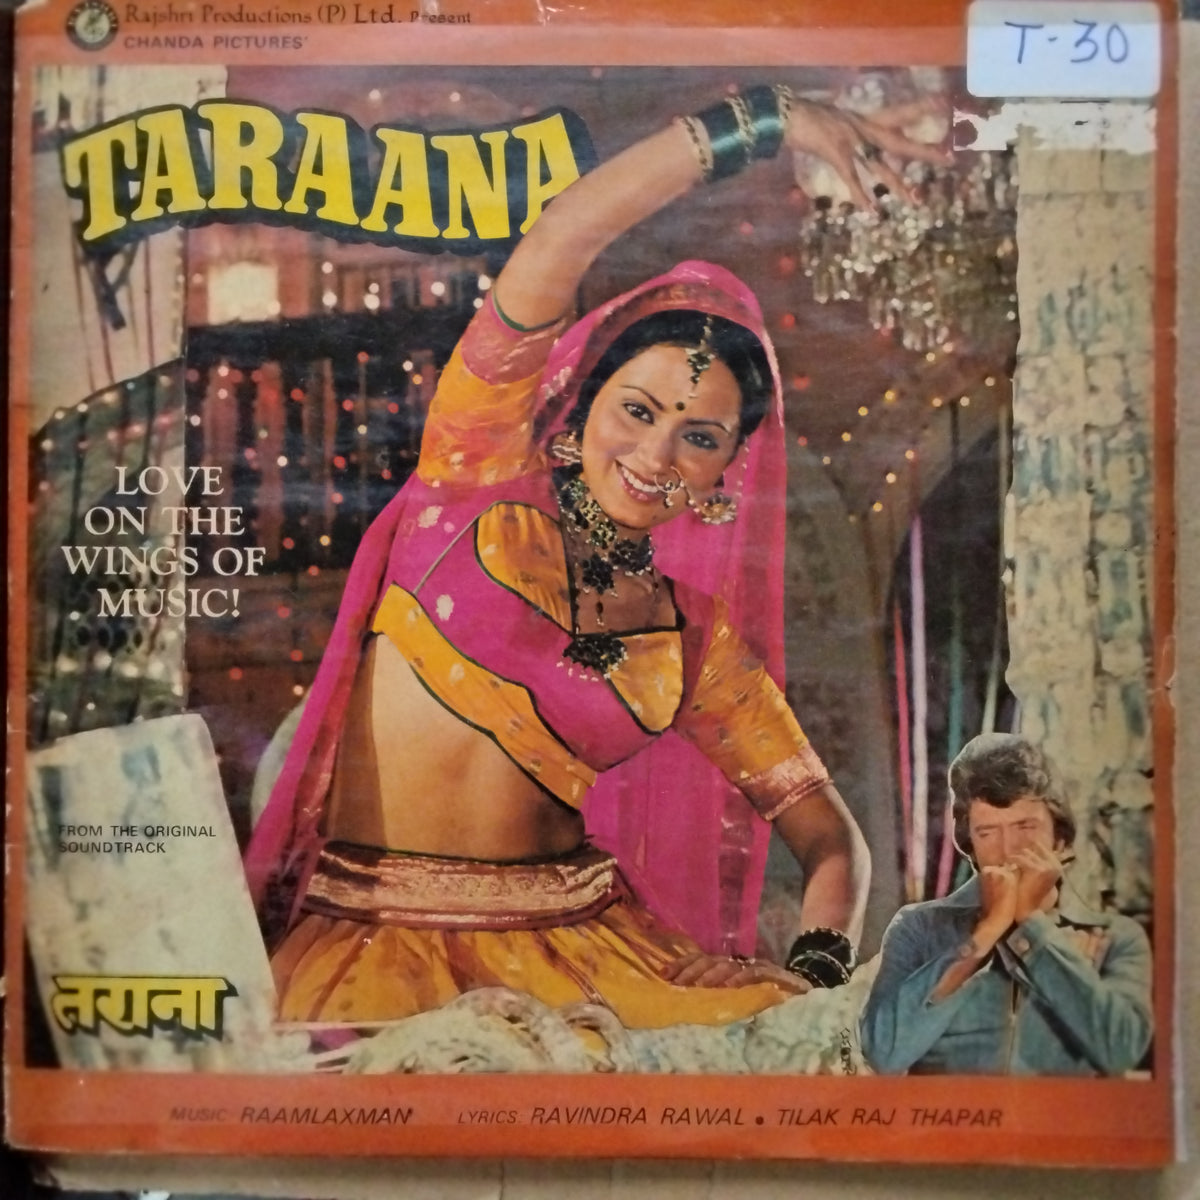 Rajshri Productions (P) Ltd. Present
CHANDA PICTURES'
T-30
TARAANA
LOVE
ON THE
WINGS OF
MUSIC!
FROM THE ORIGINAL
SOUNDTRACK
तराना
MUSIC: RAAMLAXMAN LYRICS: RAVINDRA RAWAL • TILAK RAJ THAPAR